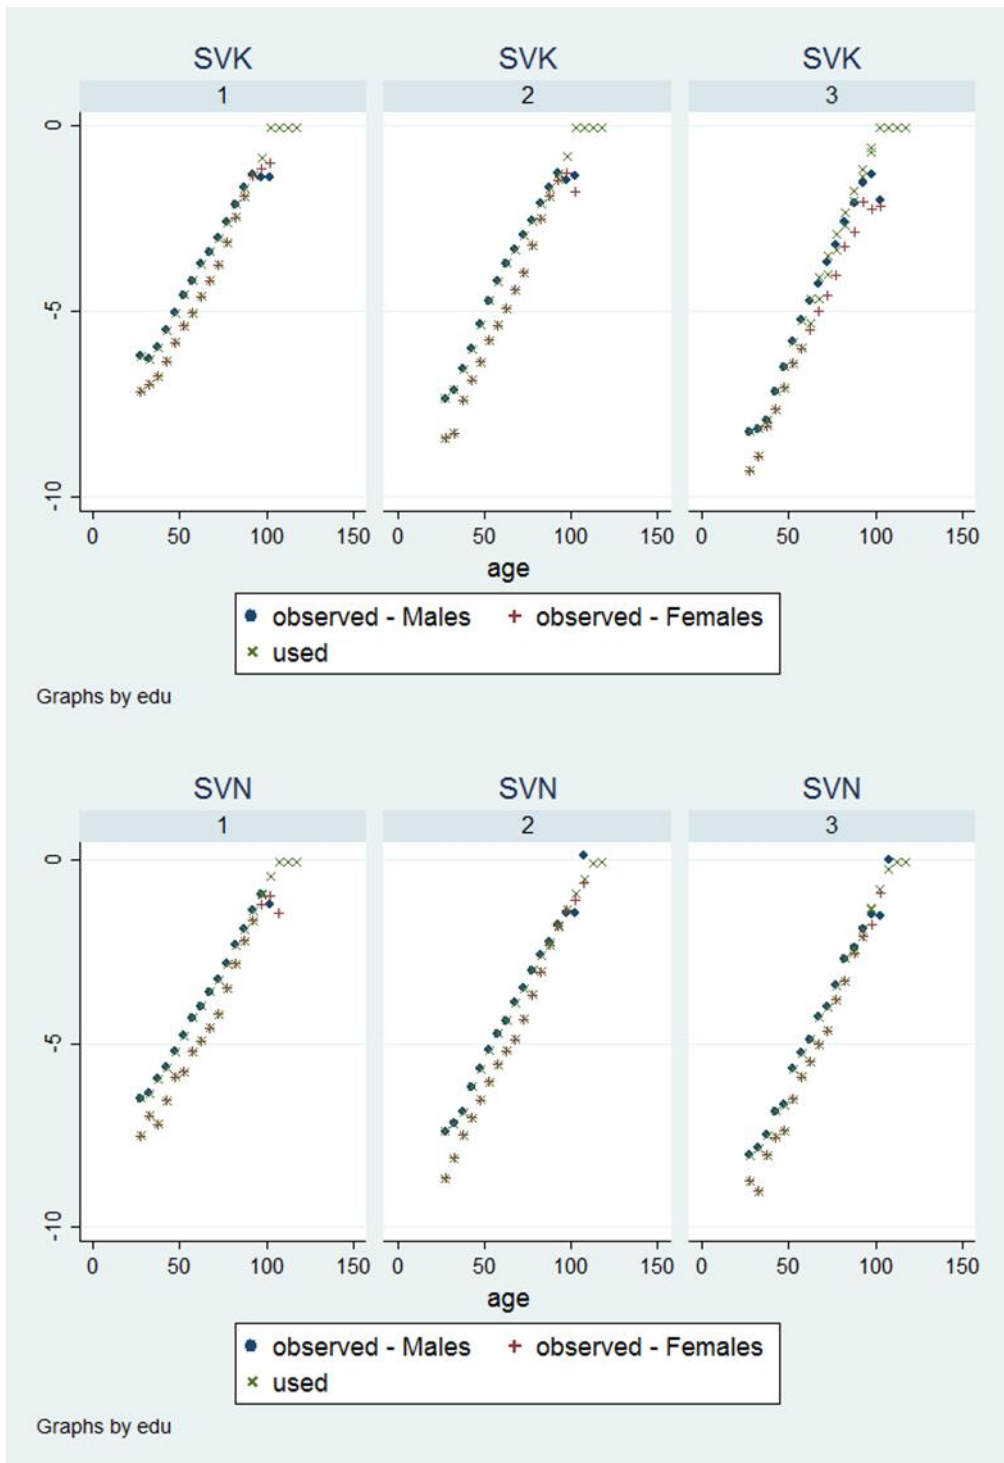 SVK SVK SVK
1 2 3
0
-5
-10
0 50 100 150 0 50 100 150 0 50 100 150
age
observed - Males observed - Females
used
Graphs by edu
SVN SVN SVN
1 2 3
0
-5
-10
0 50 100 150 0 50 100 150 0 50 100 150
age
observed - Males observed - Females
used
Graphs by edu